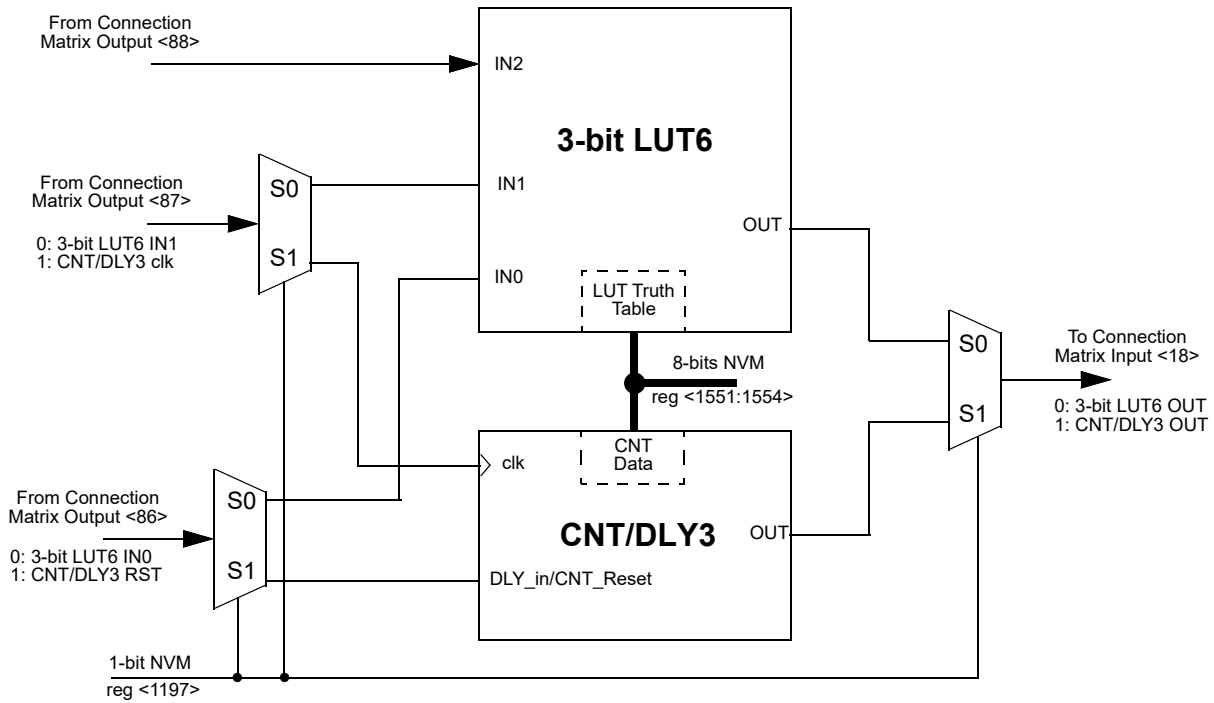 From Connection
Matrix Output <88>
IN2
3-bit LUT6
From Connection
Matrix Output <87>
0: 3-bit LUT6 IN1
1: CNT/DLY3 clk
S0
S1
IN1
IN0
OUT
LUT Truth
Table
8-bits NVM
reg <1551:1554>
S0
S1
To Connection
Matrix Input <18>
0: 3-bit LUT6 OUT
1: CNT/DLY3 OUT
CNT
Data
clk
CNT/DLY3
OUT
DLY_in/CNT_Reset
From Connection
Matrix Output <86>
0: 3-bit LUT6 IN0
1: CNT/DLY3 RST
S0
S1
1-bit NVM
reg <1197>